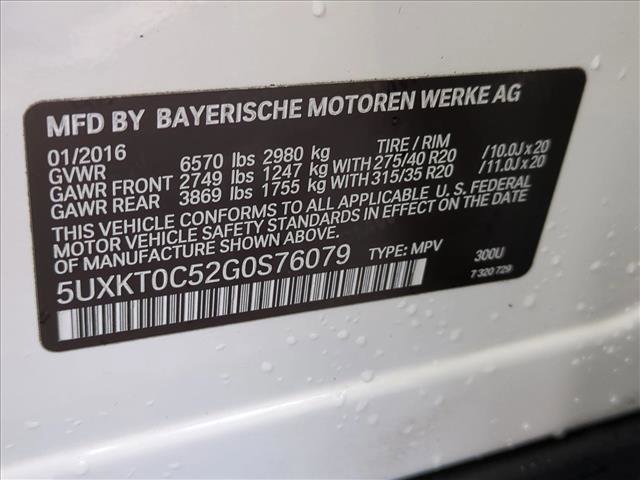 MFD BY BAYERISCHE MOTOREN WERKE AG
01/2016 TIRE / RIM
GVWR 6570 lbs 2980 kg
GAWR FRONT 2749 lbs 1247 kg WITH 275/40 R20 /10.0J x 20
GAWR REAR 3869 lbs 1755 kg WITH 315/35 R20 /11.0J x 20
THIS VEHICLE CONFORMS TO ALL APPLICABLE U. S. FEDERAL
MOTOR VEHICLE SAFETY STANDARDS IN EFFECT ON THE DATE
OF MANUFACTURE SHOWN ABOVE.
5UXKT0C52G0S76079 TYPE: MPV 300U
7 320 729